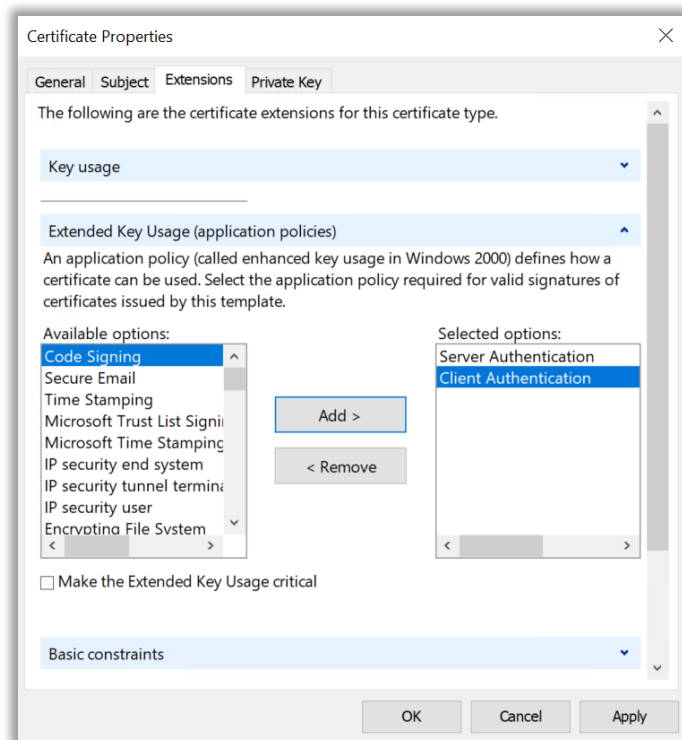 Certificate Properties
General Subject Extensions Private Key
The following are the certificate extensions for this certificate type.
Key usage
Extended Key Usage (application policies)
An application policy (called enhanced key usage in Windows 2000) defines how a
certificate can be used. Select the application policy required for valid signatures of
certificates issued by this template.
Available options:
Code Signing
Secure Email
Time Stamping
Microsoft Trust List Signi
Microsoft Time Stamping
IP security end system
IP security tunnel termina
IP security user
Encrypting File System
Add >
< Remove
Selected options:
Server Authentication
Client Authentication
Make the Extended Key Usage critical
Basic constraints
OK Cancel Apply